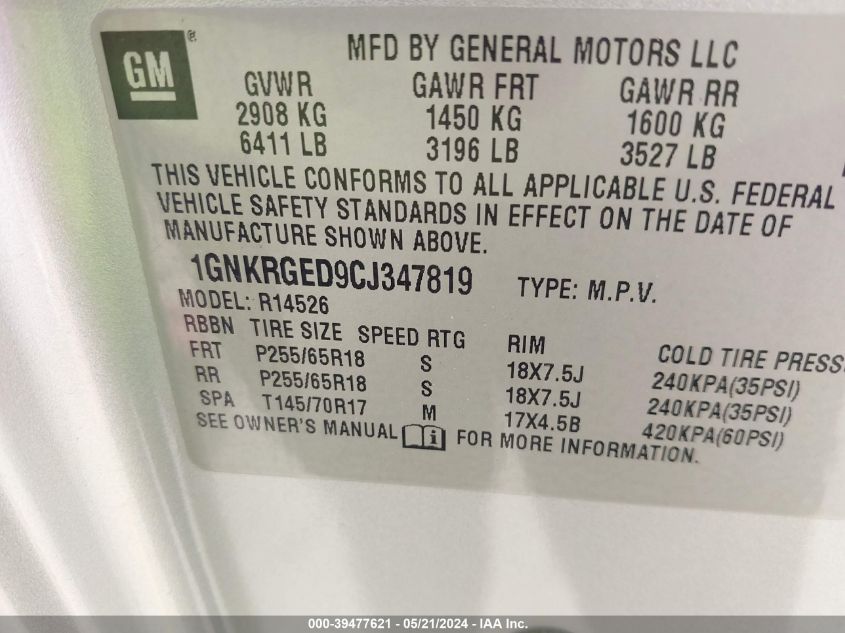 GM ®
MFD BY GENERAL MOTORS LLC
GVWR GAWR FRT GAWR RR
2908 KG 1450 KG 1600 KG
6411 LB 3196 LB 3527 LB
THIS VEHICLE CONFORMS TO ALL APPLICABLE U.S. FEDERAL
VEHICLE SAFETY STANDARDS IN EFFECT ON THE DATE OF
MANUFACTURE SHOWN ABOVE.
1GNKRGED9CJ347819 TYPE: M.P.V.
MODEL: R14526
RBBN TIRE SIZE SPEED RTG RIM COLD TIRE PRESS
FRT P255/65R18 S 18X7.5J 240KPA(35PSI)
RR P255/65R18 S 18X7.5J 240KPA(35PSI)
SPA T145/70R17 M 17X4.5B 420KPA(60PSI)
SEE OWNER'S MANUAL FOR MORE INFORMATION.
000-39477621 - 05/21/2024 - IAA Inc.